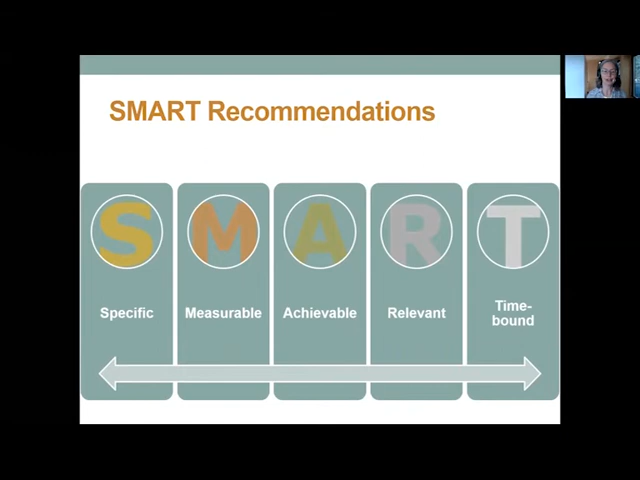 SMART Recommendations
S
M
A
R
T
Specific
Measurable
Achievable
Relevant
Time-
bound